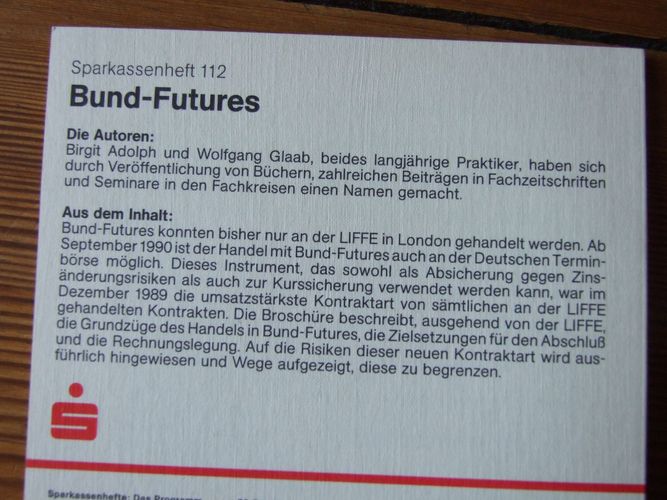 Sparkassenheft 112
Bund-Futures
Die Autoren:
Birgit Adolph und Wolfgang Glaab, beides langjährige Praktiker, haben sich
durch Veröffentlichung von Büchern, zahlreichen Beiträgen in Fachzeitschriften
und Seminare in den Fachkreisen einen Namen gemacht.
Aus dem Inhalt:
Bund-Futures konnten bisher nur an der LIFFE in London gehandelt werden. Ab
September 1990 ist der Handel mit Bund-Futures auch an der Deutschen Termin-
börse möglich. Dieses Instrument, das sowohl als Absicherung gegen Zins-
änderungsrisiken als auch zur Kurssicherung verwendet werden kann, war im
Dezember 1989 die umsatzstärkste Kontraktart von sämtlichen an der LIFFE
gehandelten Kontrakten. Die Broschüre beschreibt, ausgehend von der LIFFE,
die Grundzüge des Handels in Bund-Futures, die Zielsetzungen für den Abschluß
und die Rechnungslegung. Auf die Risiken dieser neuen Kontraktart wird aus-
führlich hingewiesen und Wege aufgezeigt, diese zu begrenzen.
Sparkassenhefte: Das